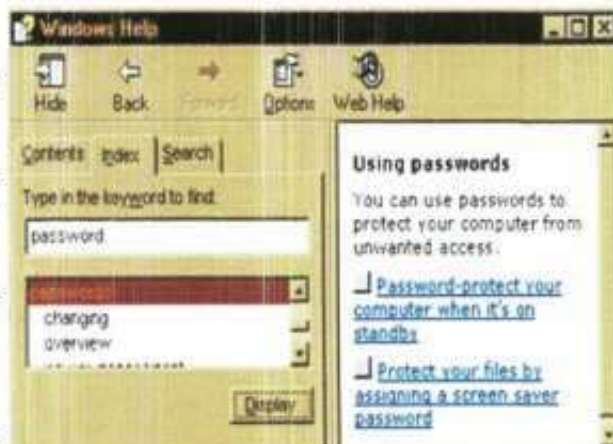 Windows Help
Hide Back Forward Options Web Help
Contents Index Search
Type in the keyword to find:
password
changing
overview
Display
Using passwords
You can use passwords to
protect your computer from
unwanted access.
Password-protect your
computer when it's on
standby
Protect your files by
assigning a screen saver
password